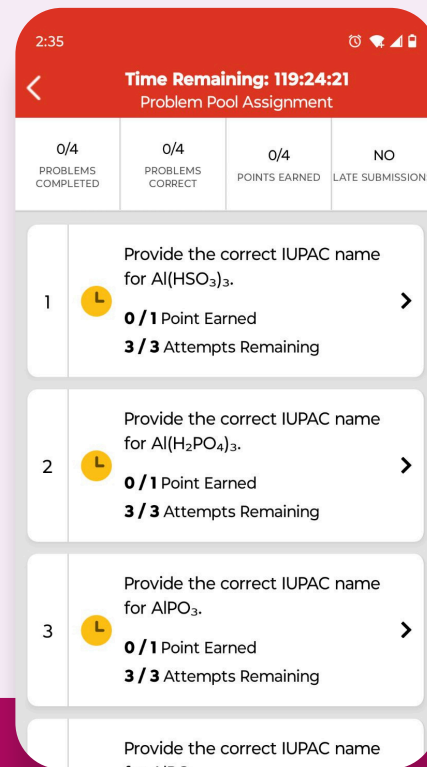 2:35
Time Remaining: 119:24:21
Problem Pool Assignment
0/4
PROBLEMS
COMPLETED
0/4
PROBLEMS
CORRECT
0/4
POINTS EARNED
NO
LATE SUBMISSION
1
Provide the correct IUPAC name
for Al(HSO₃)₃.
0 / 1 Point Earned
3 / 3 Attempts Remaining
2
Provide the correct IUPAC name
for Al(H₂PO₄)₃.
0 / 1 Point Earned
3 / 3 Attempts Remaining
3
Provide the correct IUPAC name
for AlPO₃.
0 / 1 Point Earned
3 / 3 Attempts Remaining
Provide the correct IUPAC name